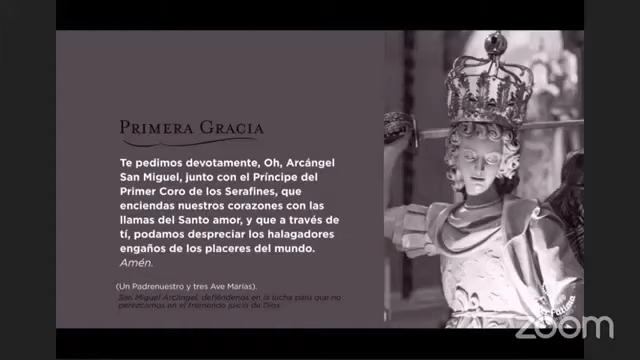 PRIMERA GRACIA
Te pedimos devotamente, Oh, Arcángel
San Miguel, junto con el Príncipe del
Primer Coro de los Serafines, que
enciendas nuestros corazones con las
llamas del Santo amor, y que a través de
tí, podamos despreciar los halagadores
engaños de los placeres del mundo.
Amén.
(Un Padrenuestro y tres Ave Marías).
San Miguel Arcángel, defiéndenos en la lucha para que no
perezcamos en el tremendo juicio de Dios
Fátima
zoom